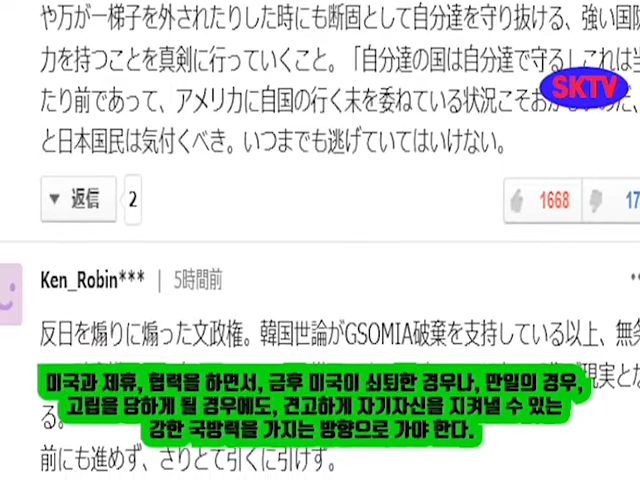 や万が一梯子を外されたりした時にも断固として自分達を守り抜ける、強い国防
力を持つことを真剣に行っていくこと。「自分達の国は自分達で守る」これは当
たり前であって、アメリカに自国の行く末を委ねている状況こそおかしいのだ、
SKTV
と日本国民は気付くべき。いつまでも逃げていてはいけない。
▼ 返信 2
1668
17
Ken_Robin*** | 5時間前
反日を煽りに煽った文政権。韓国世論がGSOMIA破棄を支持している以上、無条
現実とな
미국과 제휴, 협력을 하면서, 금후 미국이 쇠퇴한 경우나, 만일의 경우,
고립을 당하게 될 경우에도, 견고하게 자기자신을 지켜낼 수 있는
강한 국방력을 가지는 방향으로 가야 한다.
る。
前にも進めず、さりとて引くに引けず。